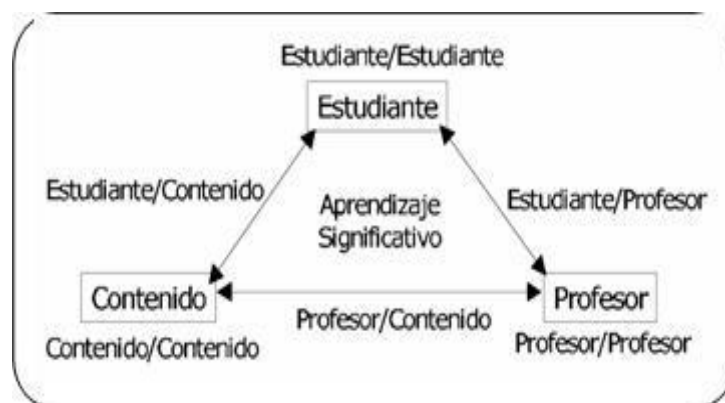 Estudiante/Estudiante
Estudiante
Estudiante/Contenido
Estudiante/Profesor
Aprendizaje
Significativo
Contenido
Profesor
Profesor/Contenido
Contenido/Contenido
Profesor/Profesor